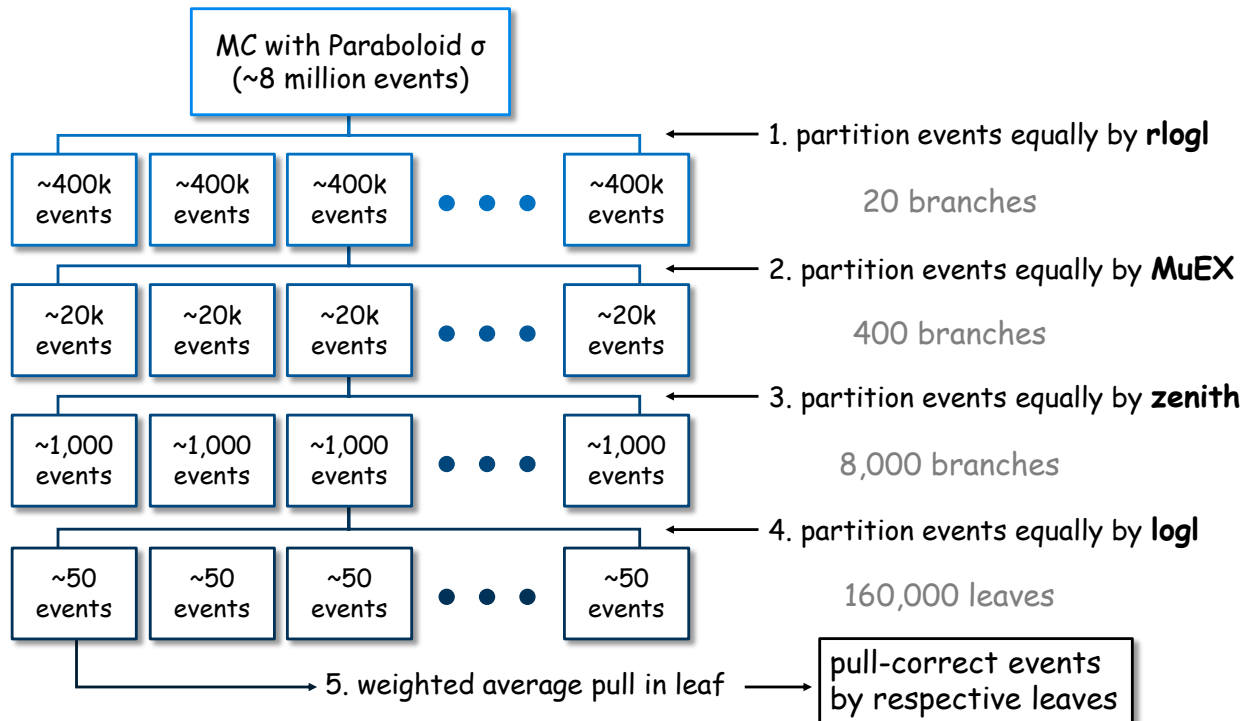 MC with Paraboloid σ
(~8 million events)
1. partition events equally by rlogl
~400k
events
~400k
events
~400k
events
~400k
events
20 branches
2. partition events equally by MuEX
~20k
events
~20k
events
~20k
events
~20k
events
400 branches
3. partition events equally by zenith
~1,000
events
~1,000
events
~1,000
events
~1,000
events
8,000 branches
4. partition events equally by logl
~50
events
~50
events
~50
events
~50
events
160,000 leaves
5. weighted average pull in leaf
pull-correct events
by respective leaves